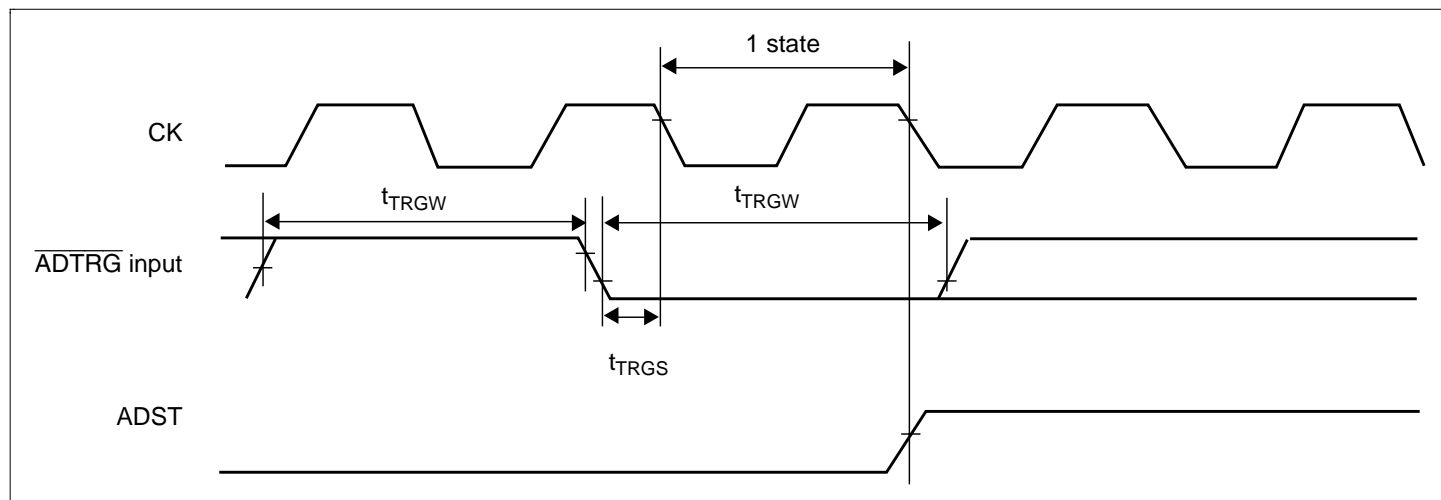 1 state
CK
tTRGW
tTRGW
ADTRG input
tTRGS
ADST